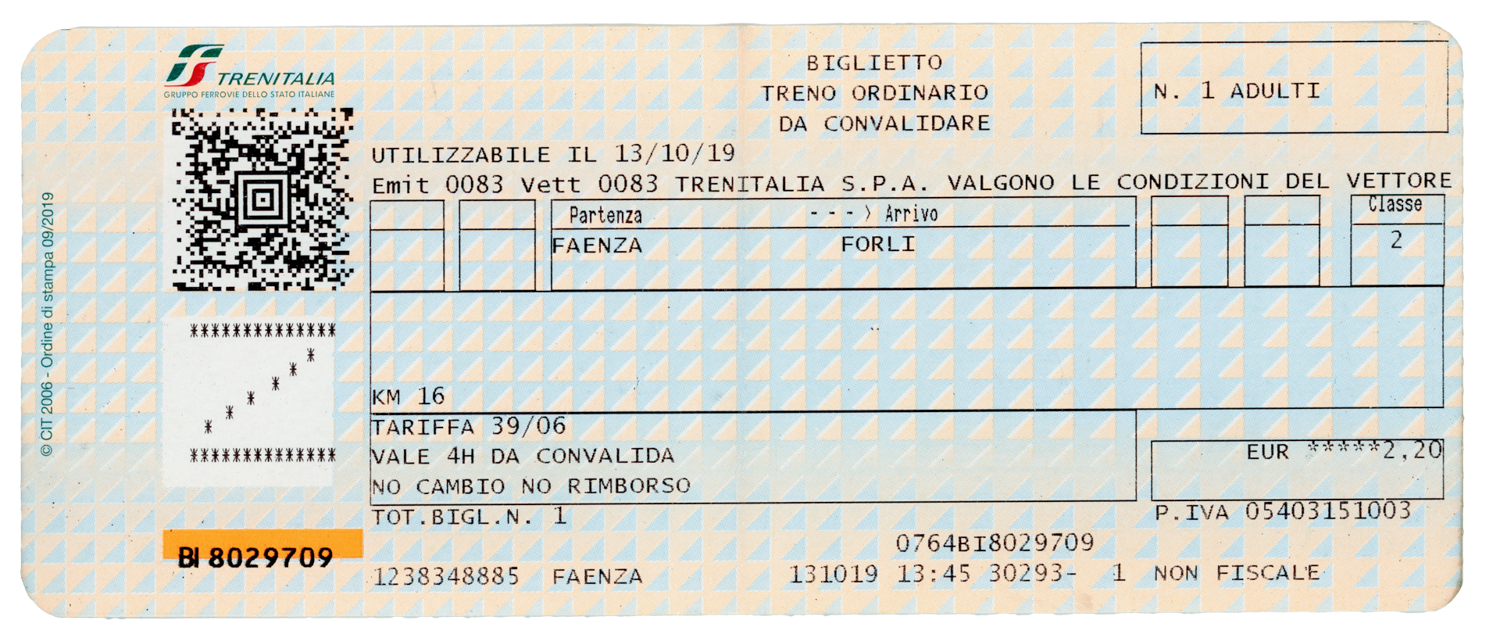 TRENITALIA
GRUPPO FERROVIE DELLO STATO ITALIANE
BIGLIETTO
TRENO ORDINARIO
DA CONVALIDARE
N. 1 ADULTI
UTILIZZABILE IL 13/10/19
Emit 0083 Vett 0083 TRENITALIA S.P.A. VALGONO LE CONDIZIONI DEL VETTORE
Partenza - - - > Arrivo Classe
FAENZA FORLI 2
© CIT 2006 - Ordine di stampa 09/2019
**************
*
*
*
*
*
*
**************
KM 16
TARIFFA 39/06
VALE 4H DA CONVALIDA EUR *****2,20
NO CAMBIO NO RIMBORSO
TOT.BIGL.N. 1 P.IVA 05403151003
0764BI8029709
BI 8029709
1238348885 FAENZA 131019 13:45 30293- 1 NON FISCALE